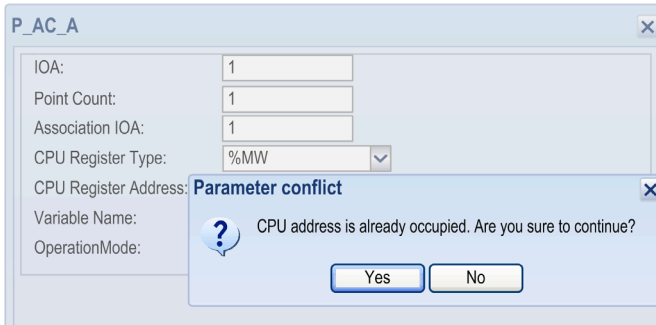 P_AC_A
IOA: 1
Point Count: 1
Association IOA: 1
CPU Register Type: %MW
CPU Register Address:
Variable Name:
OperationMode:
Parameter conflict
CPU address is already occupied. Are you sure to continue?
Yes No